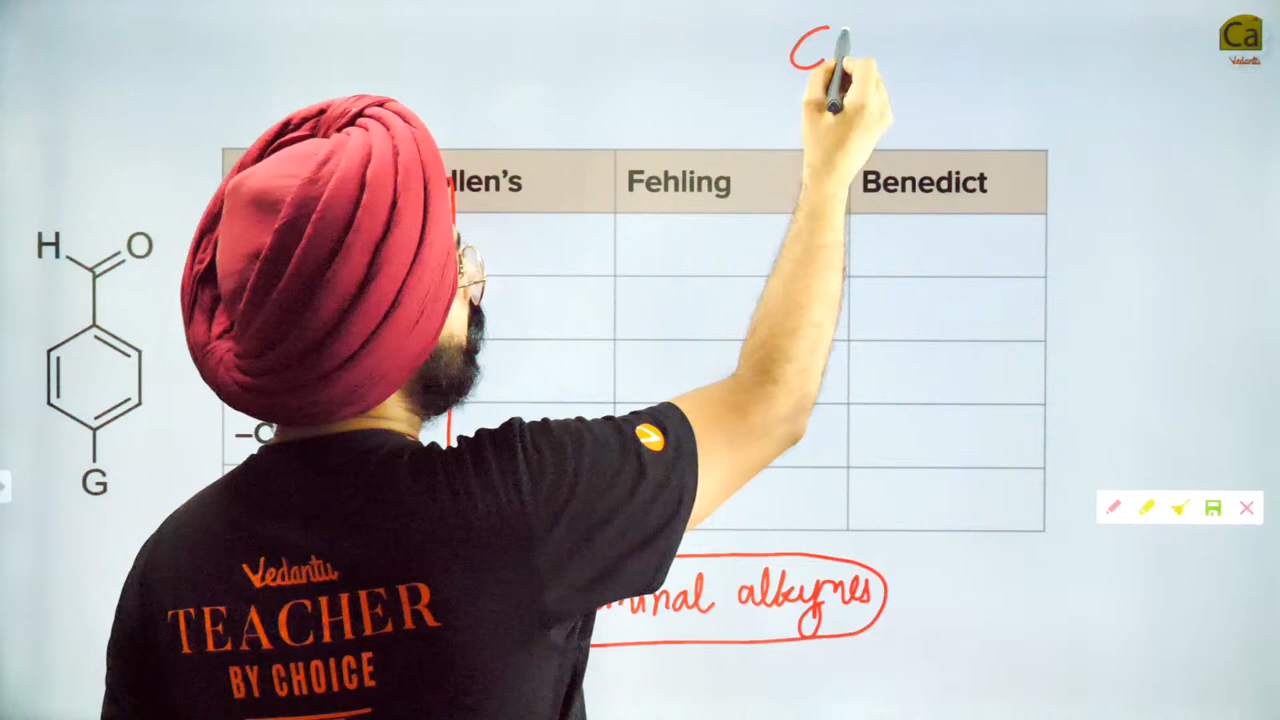 C
Ca
Vedantu
llen's Fehling Benedict
H O
G
–C
minal alkynes
Vedantu
TEACHER
BY CHOICE